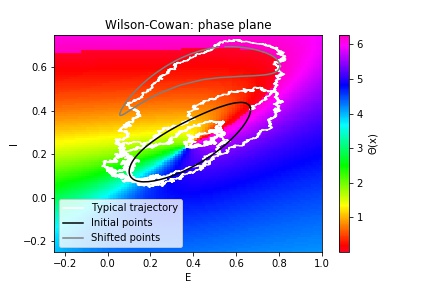 Wilson-Cowan: phase plane
0.6
0.4
0.2
0.0
−0.2
I
−0.2
0.0
0.2
0.4
0.6
0.8
1.0
E
Typical trajectory
Initial points
Shifted points
6
5
4
3
2
1
Θ(x)